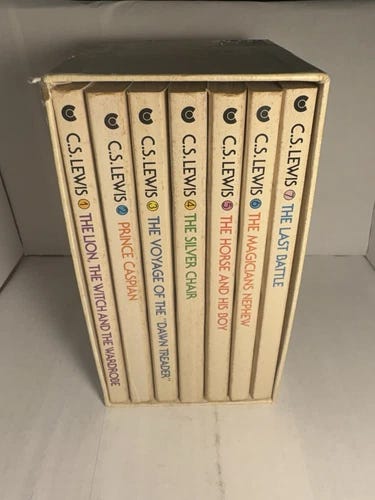 C.S. LEWIS 1 THE LION, THE WITCH AND THE WARDROBE
C.S. LEWIS 2 PRINCE CASPIAN
C.S. LEWIS 3 THE VOYAGE OF THE "DAWN TREADER"
C.S. LEWIS 4 THE SILVER CHAIR
C.S. LEWIS 5 THE HORSE AND HIS BOY
C.S. LEWIS 6 THE MAGICIANS NEPHEW
C.S. LEWIS 7 THE LAST BATTLE